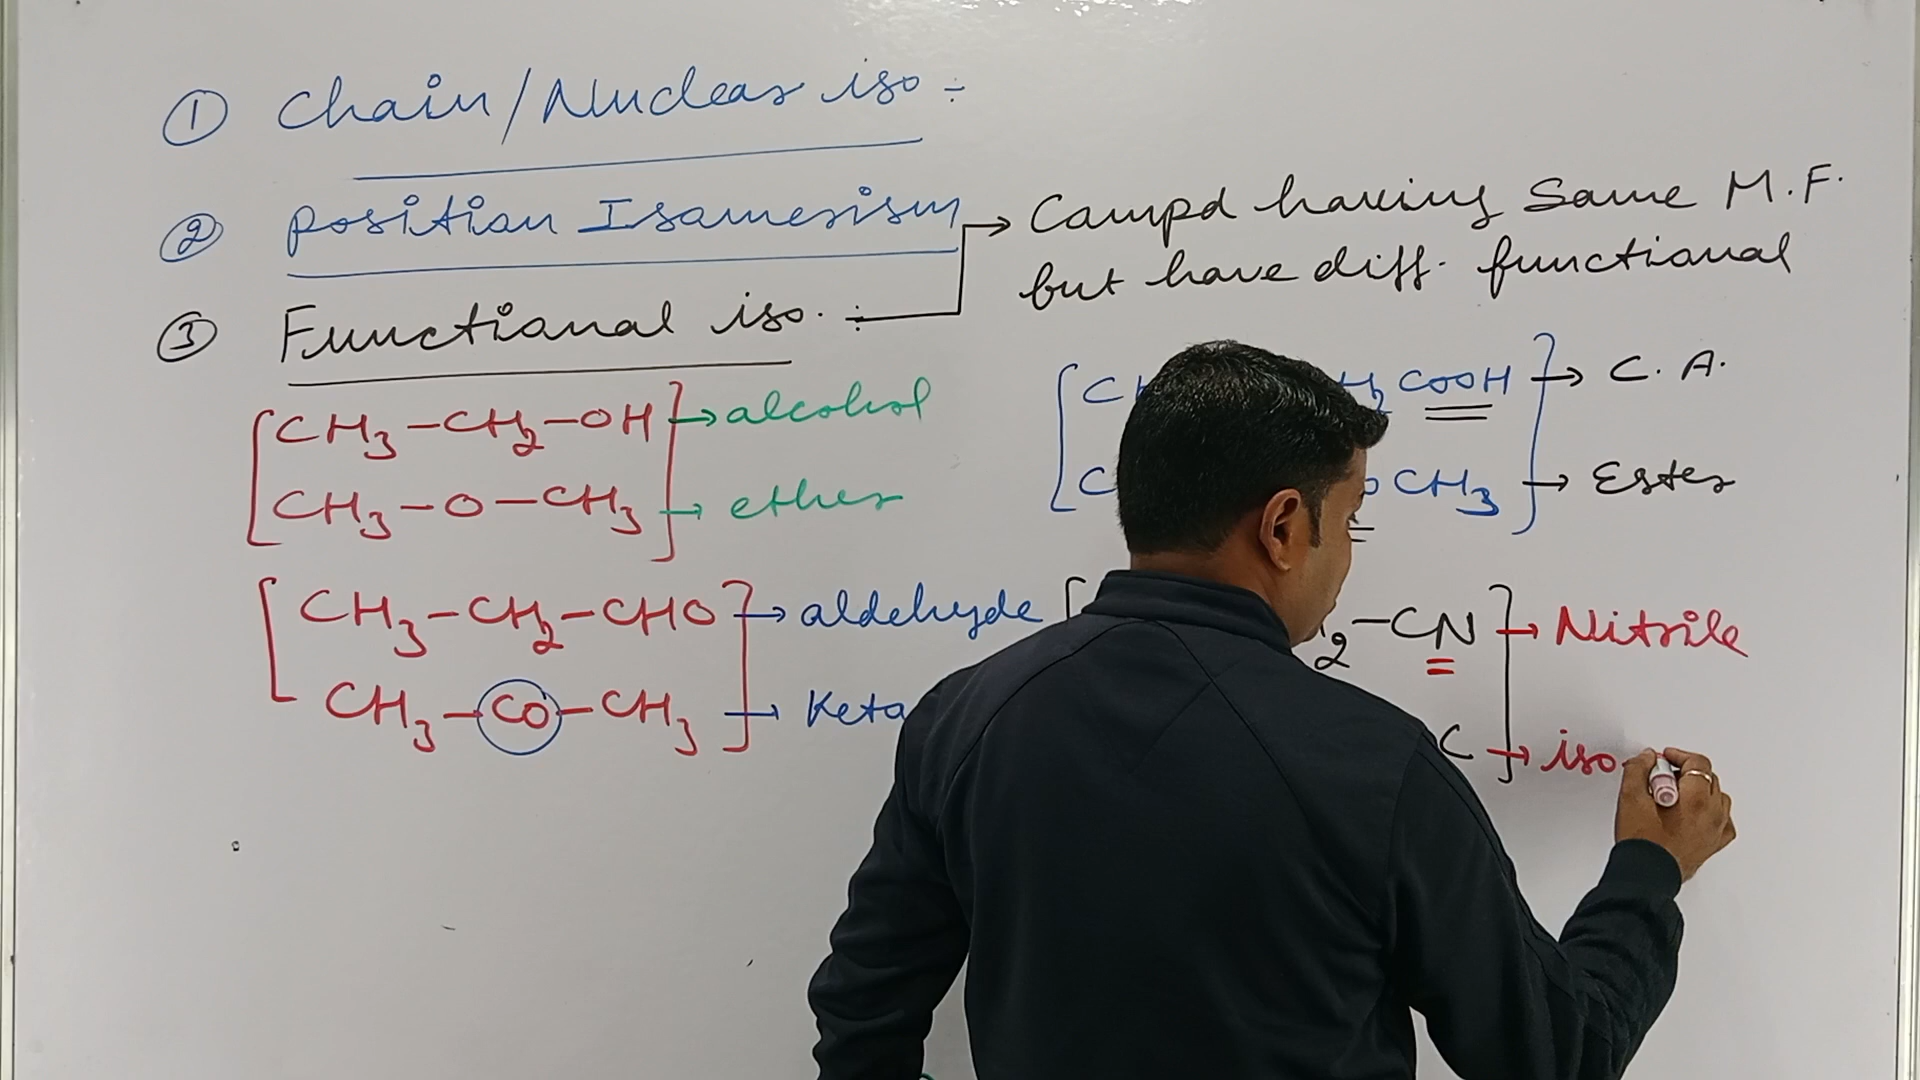 ① Chain/Nuclear iso ÷
② Position Isomerism
→ Compd having Same M.F.
but have diff. functional
③ Functional iso. ÷
CH3-CH2-OH → alcohol
CH3-O-CH3 → ether
CH3-CH2-CHO → aldehyde
CH3-CO-CH3 →
COOH → C. A.
CH3 → Ester
-CN → Nitrile
C → iso